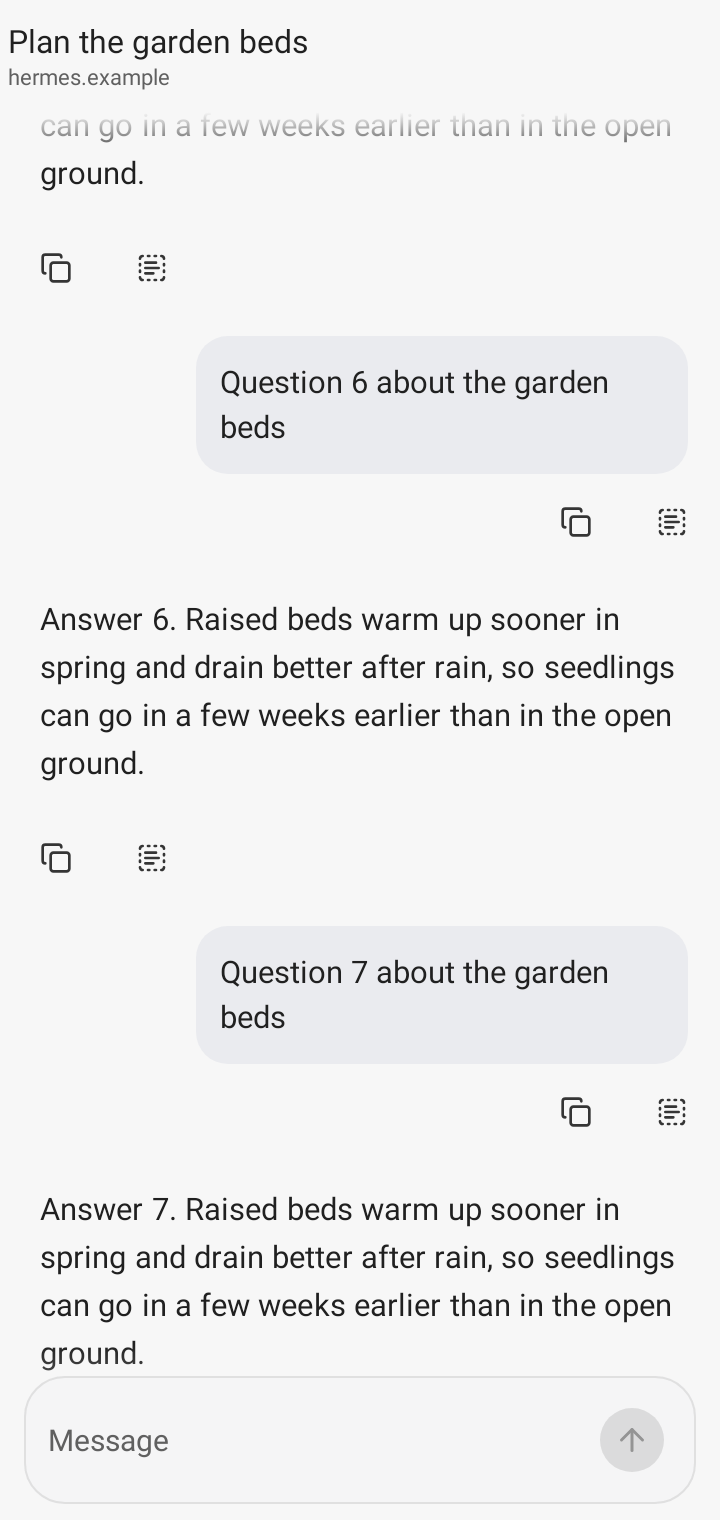 Plan the garden beds
hermes.example
can go in a few weeks earlier than in the open
ground.
Question 6 about the garden
beds
Answer 6. Raised beds warm up sooner in
spring and drain better after rain, so seedlings
can go in a few weeks earlier than in the open
ground.
Question 7 about the garden
beds
Answer 7. Raised beds warm up sooner in
spring and drain better after rain, so seedlings
can go in a few weeks earlier than in the open
ground.
Message